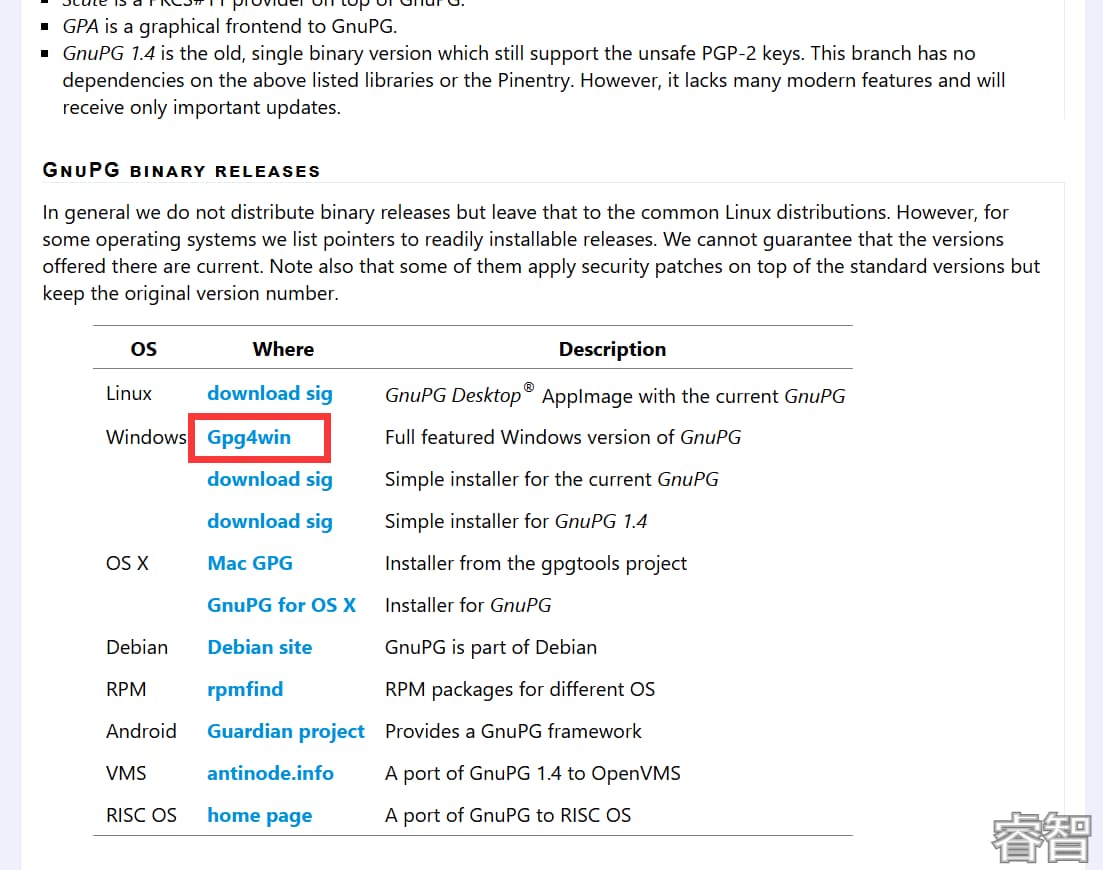 Scute is a PKCS#11 provider on top of GnuPG.
▪ GPA is a graphical frontend to GnuPG.
▪ GnuPG 1.4 is the old, single binary version which still support the unsafe PGP-2 keys. This branch has no
dependencies on the above listed libraries or the Pinentry. However, it lacks many modern features and will
receive only important updates.
GNUPG BINARY RELEASES
In general we do not distribute binary releases but leave that to the common Linux distributions. However, for
some operating systems we list pointers to readily installable releases. We cannot guarantee that the versions
offered there are current. Note also that some of them apply security patches on top of the standard versions but
keep the original version number.
OS Where Description
Linux download sig GnuPG Desktop® AppImage with the current GnuPG
Windows Gpg4win Full featured Windows version of GnuPG
download sig Simple installer for the current GnuPG
download sig Simple installer for GnuPG 1.4
OS X Mac GPG Installer from the gpgtools project
GnuPG for OS X Installer for GnuPG
Debian Debian site GnuPG is part of Debian
RPM rpmfind RPM packages for different OS
Android Guardian project Provides a GnuPG framework
VMS antinode.info A port of GnuPG 1.4 to OpenVMS
RISC OS home page A port of GnuPG to RISC OS
睿智